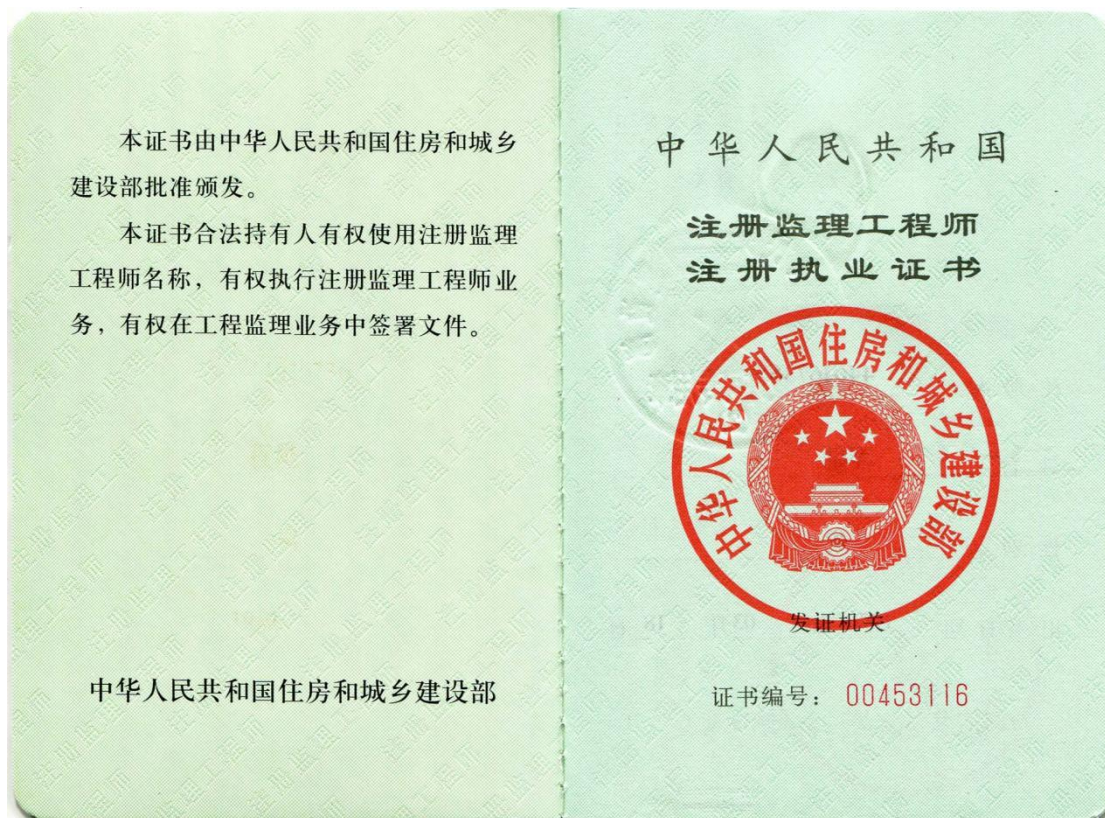 本证书由中华人民共和国住房和城乡
建设部批准颁发。
本证书合法持有人有权使用注册监理
工程师名称，有权执行注册监理工程师业
务，有权在工程监理业务中签署文件。
中华人民共和国住房和城乡建设部
中华人民共和国
注册监理工程师
注册执业证书
中华人民共和国住房和城乡建设部
发证机关
证书编号：00453116